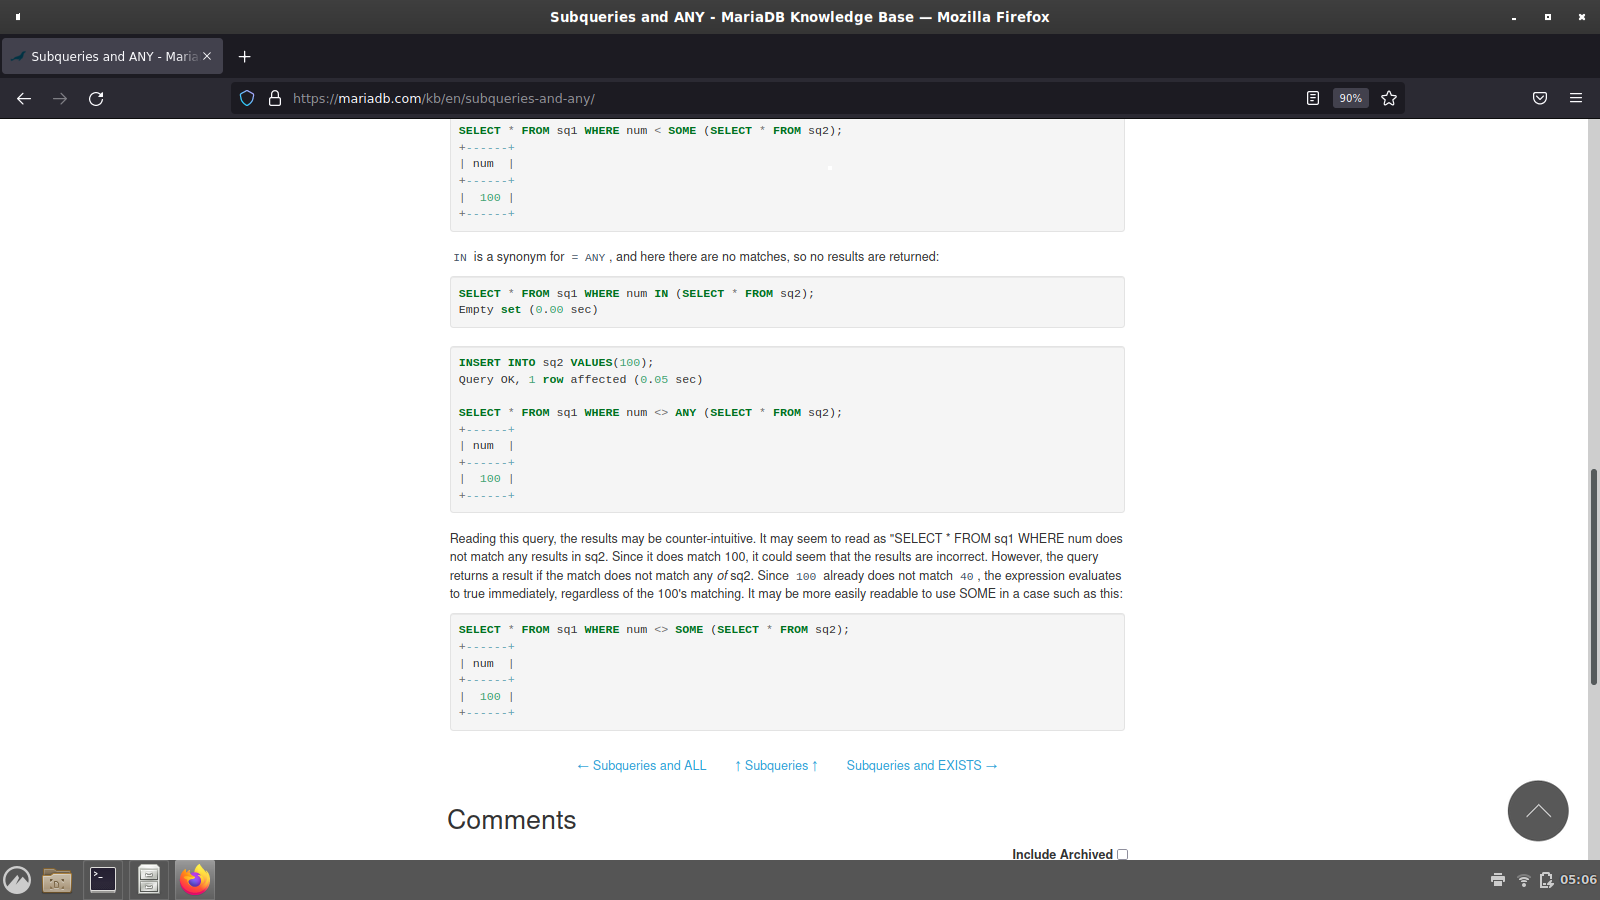 Subqueries and ANY - MariaDB Knowledge Base — Mozilla Firefox
Subqueries and ANY - Maria
https://mariadb.com/kb/en/subqueries-and-any/
90%
SELECT * FROM sq1 WHERE num < SOME (SELECT * FROM sq2);
+------+
| num  |
+------+
|  100 |
+------+
IN is a synonym for = ANY, and here there are no matches, so no results are returned:
SELECT * FROM sq1 WHERE num IN (SELECT * FROM sq2);
Empty set (0.00 sec)
INSERT INTO sq2 VALUES(100);
Query OK, 1 row affected (0.05 sec)
SELECT * FROM sq1 WHERE num <> ANY (SELECT * FROM sq2);
+------+
| num  |
+------+
|  100 |
+------+
Reading this query, the results may be counter-intuitive. It may seem to read as "SELECT * FROM sq1 WHERE num does
not match any results in sq2. Since it does match 100, it could seem that the results are incorrect. However, the query
returns a result if the match does not match any of sq2. Since 100 already does not match 40, the expression evaluates
to true immediately, regardless of the 100's matching. It may be more easily readable to use SOME in a case such as this:
SELECT * FROM sq1 WHERE num <> SOME (SELECT * FROM sq2);
+------+
| num  |
+------+
|  100 |
+------+
← Subqueries and ALL ↑ Subqueries ↑ Subqueries and EXISTS →
Comments
Include Archived
05:06